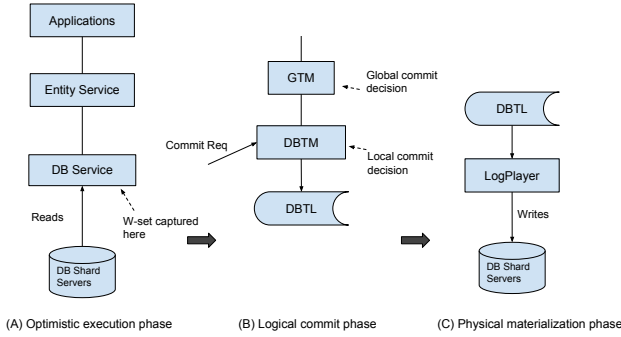 Applications
Entity Service
DB Service
Reads
W-set captured
here
DB Shard
Servers
(A) Optimistic execution phase
GTM
Global commit
decision
Commit Req
DBTM
Local commit
decision
DBTL
(B) Logical commit phase
DBTL
LogPlayer
Writes
DB Shard
Servers
(C) Physical materialization phase